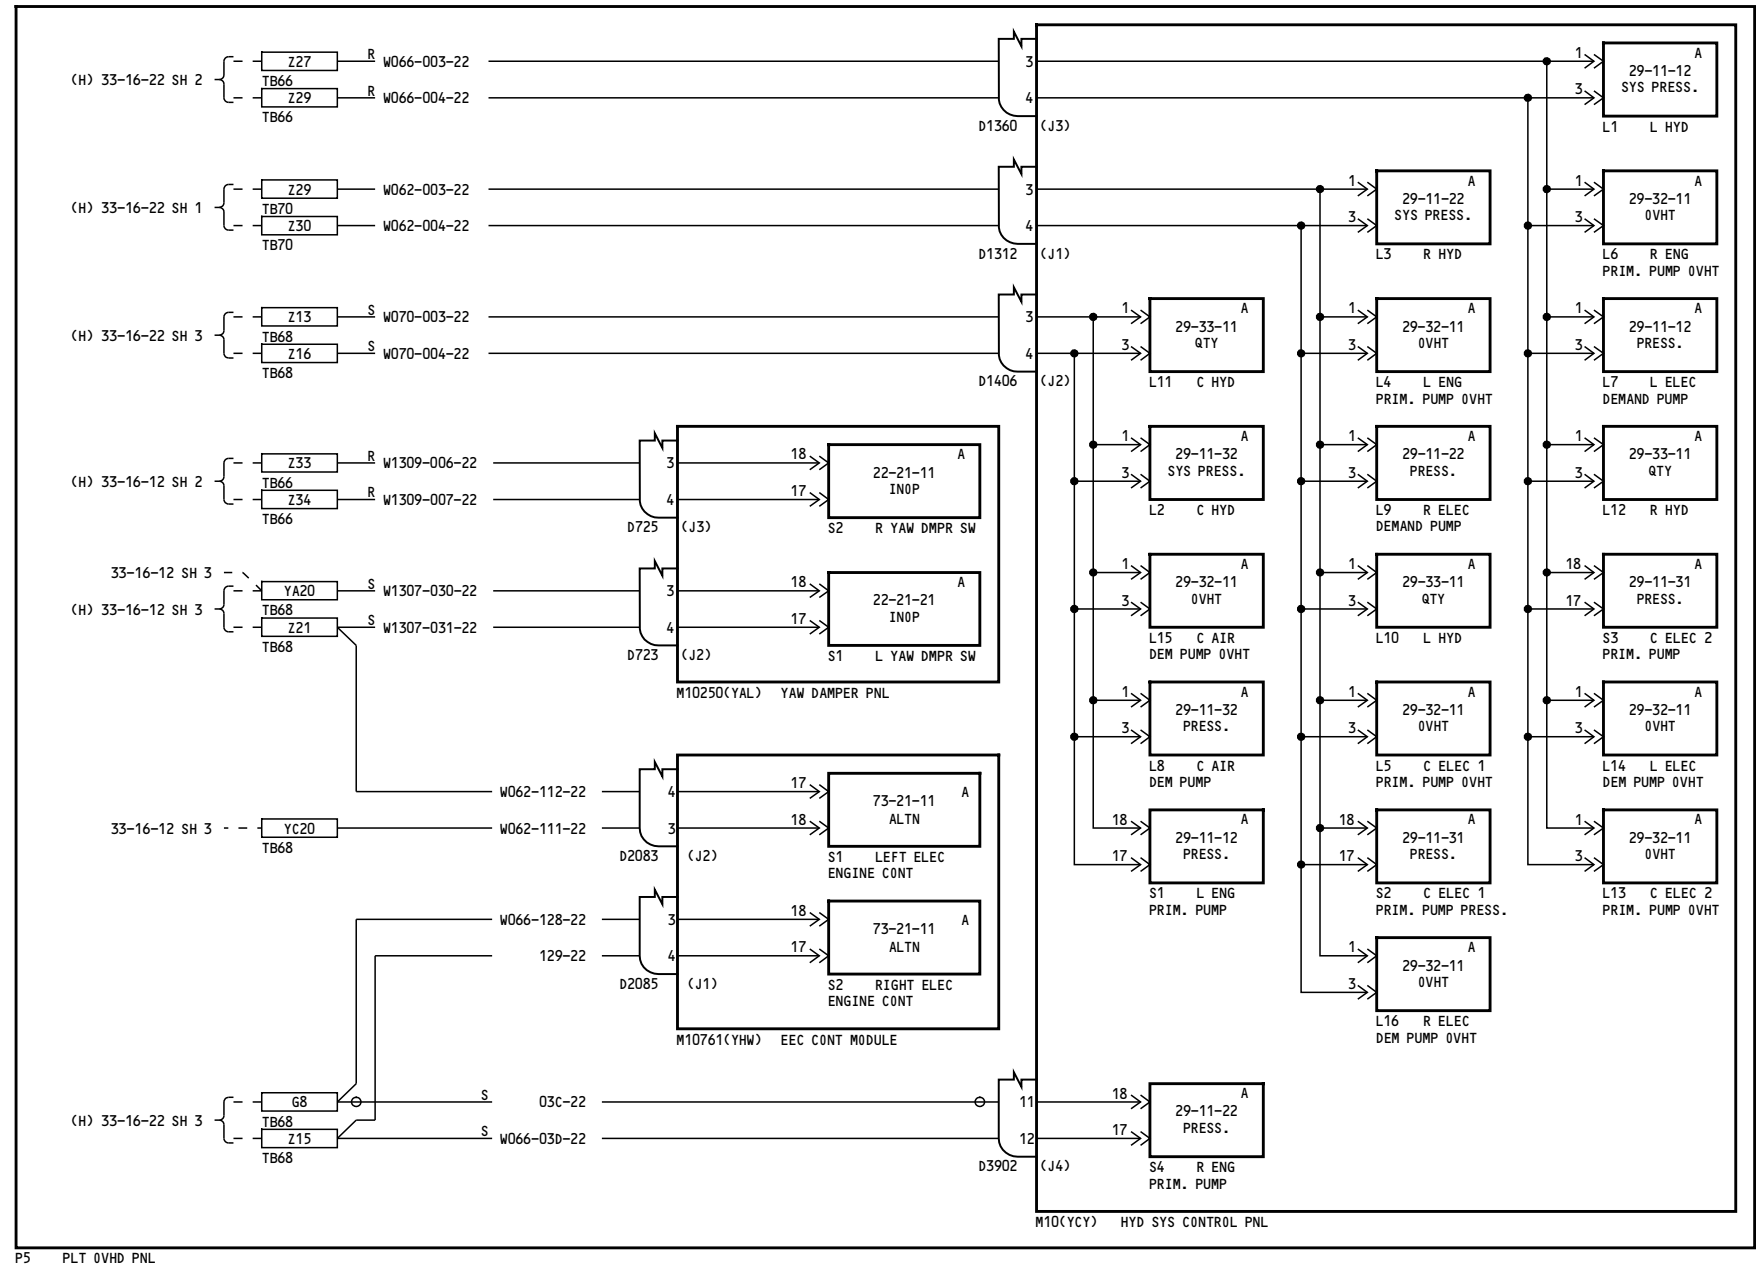 (H) 33-16-22 SH 2
Z27
TB66
Z29
TB66
R W066-003-22
R W066-004-22
3
4
D1360 (J3)
1
3
A
29-11-12
SYS PRESS.
L1 L HYD
(H) 33-16-22 SH 1
Z29
TB70
Z30
TB70
W062-003-22
W062-004-22
3
4
D1312 (J1)
1
3
A
29-11-22
SYS PRESS.
L3 R HYD
1
3
A
29-32-11
OVHT
L6 R ENG
PRIM. PUMP OVHT
(H) 33-16-22 SH 3
Z13
TB68
Z16
TB68
S W070-003-22
S W070-004-22
3
4
D1406 (J2)
1
3
A
29-33-11
QTY
L11 C HYD
1
3
A
29-32-11
OVHT
L4 L ENG
PRIM. PUMP OVHT
1
3
A
29-11-12
PRESS.
L7 L ELEC
DEMAND PUMP
(H) 33-16-12 SH 2
Z33
TB66
Z34
TB66
R W1309-006-22
R W1309-007-22
3
4
D725 (J3)
18
17
A
22-21-11
INOP
S2 R YAW DMPR SW
1
3
A
29-11-32
SYS PRESS.
L2 C HYD
1
3
A
29-11-22
PRESS.
L9 R ELEC
DEMAND PUMP
1
3
A
29-33-11
QTY
L12 R HYD
33-16-12 SH 3
(H) 33-16-12 SH 3
YA20
TB68
Z21
TB68
S W1307-030-22
S W1307-031-22
3
4
D723 (J2)
18
17
A
22-21-21
INOP
S1 L YAW DMPR SW
M10250(YAL) YAW DAMPER PNL
1
3
A
29-32-11
OVHT
L15 C AIR
DEM PUMP OVHT
1
3
A
29-33-11
QTY
L10 L HYD
18
17
A
29-11-31
PRESS.
S3 C ELEC 2
PRIM. PUMP
1
3
A
29-11-32
PRESS.
L8 C AIR
DEM PUMP
1
3
A
29-32-11
OVHT
L5 C ELEC 1
PRIM. PUMP OVHT
1
3
A
29-32-11
OVHT
L14 L ELEC
DEM PUMP OVHT
33-16-12 SH 3
YC20
TB68
W062-112-22
W062-111-22
4
3
D2083 (J2)
17
18
A
73-21-11
ALTN
S1 LEFT ELEC
ENGINE CONT
18
17
A
29-11-12
PRESS.
S1 L ENG
PRIM. PUMP
18
17
A
29-11-31
PRESS.
S2 C ELEC 1
PRIM. PUMP PRESS.
1
3
A
29-32-11
OVHT
L13 C ELEC 2
PRIM. PUMP OVHT
W066-128-22
129-22
3
4
D2085 (J1)
18
17
A
73-21-11
ALTN
S2 RIGHT ELEC
ENGINE CONT
M10761(YHW) EEC CONT MODULE
1
3
A
29-32-11
OVHT
L16 R ELEC
DEM PUMP OVHT
(H) 33-16-22 SH 3
G8
TB68
Z15
TB68
S 03C-22
S W066-03D-22
11
12
D3902 (J4)
18
17
A
29-11-22
PRESS.
S4 R ENG
PRIM. PUMP
M10(YCY) HYD SYS CONTROL PNL
P5 PLT OVHD PNL